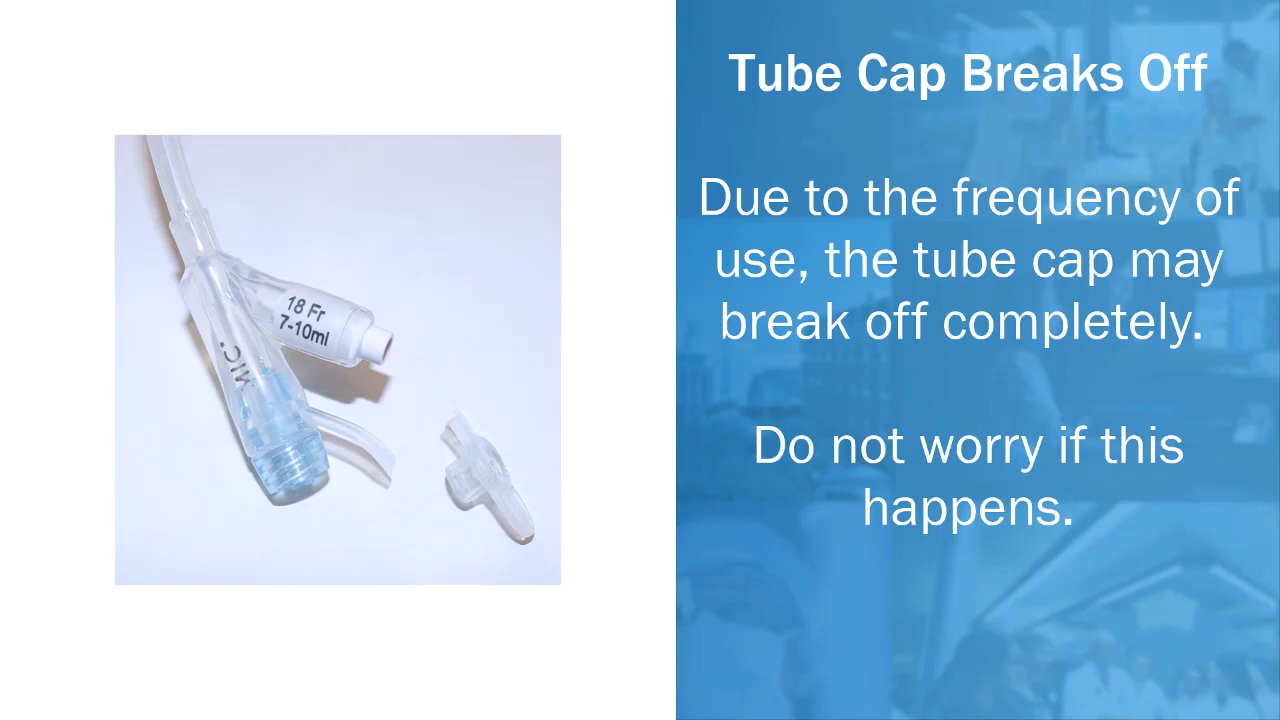 Tube Cap Breaks Off
Due to the frequency of
use, the tube cap may
break off completely.
Do not worry if this
happens.
18 Fr
7-10ml
MIC